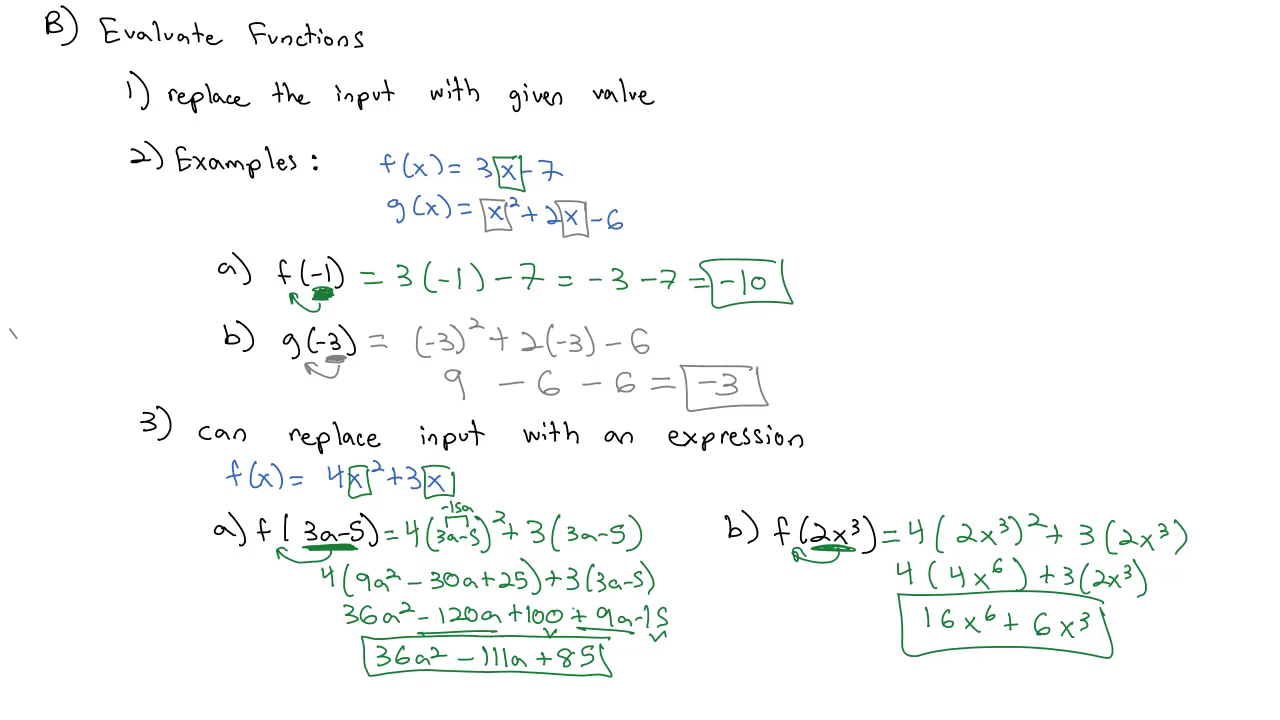 B) Evaluate Functions
1) replace the input with given value
2) Examples: f(x) = 3x - 7
g(x) = x² + 2x - 6
a) f(-1) = 3(-1) - 7 = -3 - 7 = -10
b) g(-3) = (-3)² + 2(-3) - 6
9 - 6 - 6 = -3
3) can replace input with an expression
f(x) = 4x² + 3x
-15a
a) f(3a-5) = 4(3a-5)² + 3(3a-5)
4(9a² - 30a + 25) + 3(3a-5)
36a² - 120a + 100 + 9a - 15
36a² - 111a + 85
b) f(2x³) = 4(2x³)² + 3(2x³)
4(4x⁶) + 3(2x³)
16x⁶ + 6x³